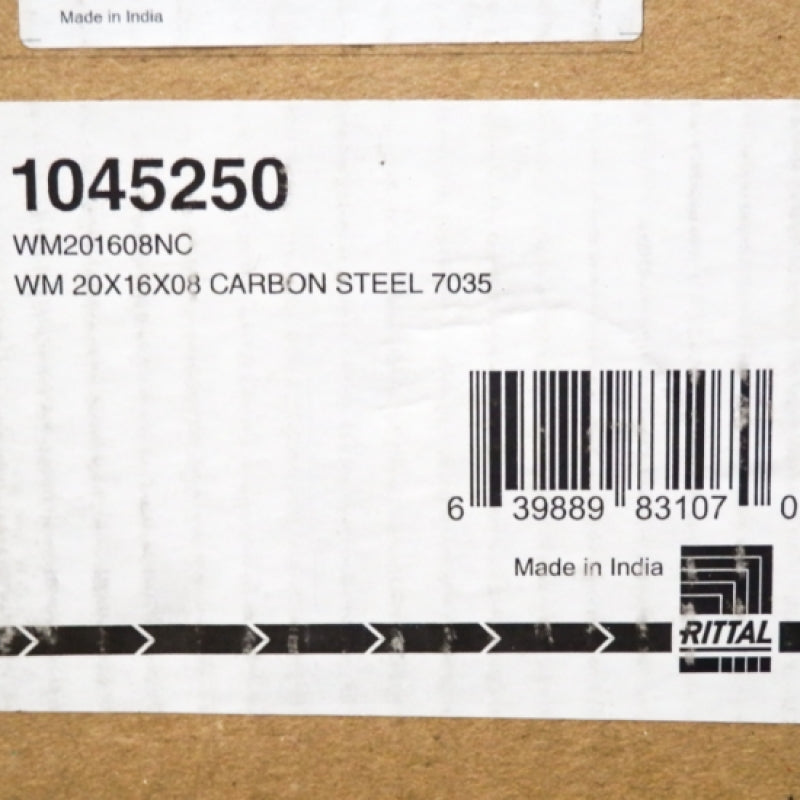 Made in India
1045250
WM201608NC
WM 20X16X08 CARBON STEEL 7035
6 39889 83107 0
Made in India
RITTAL